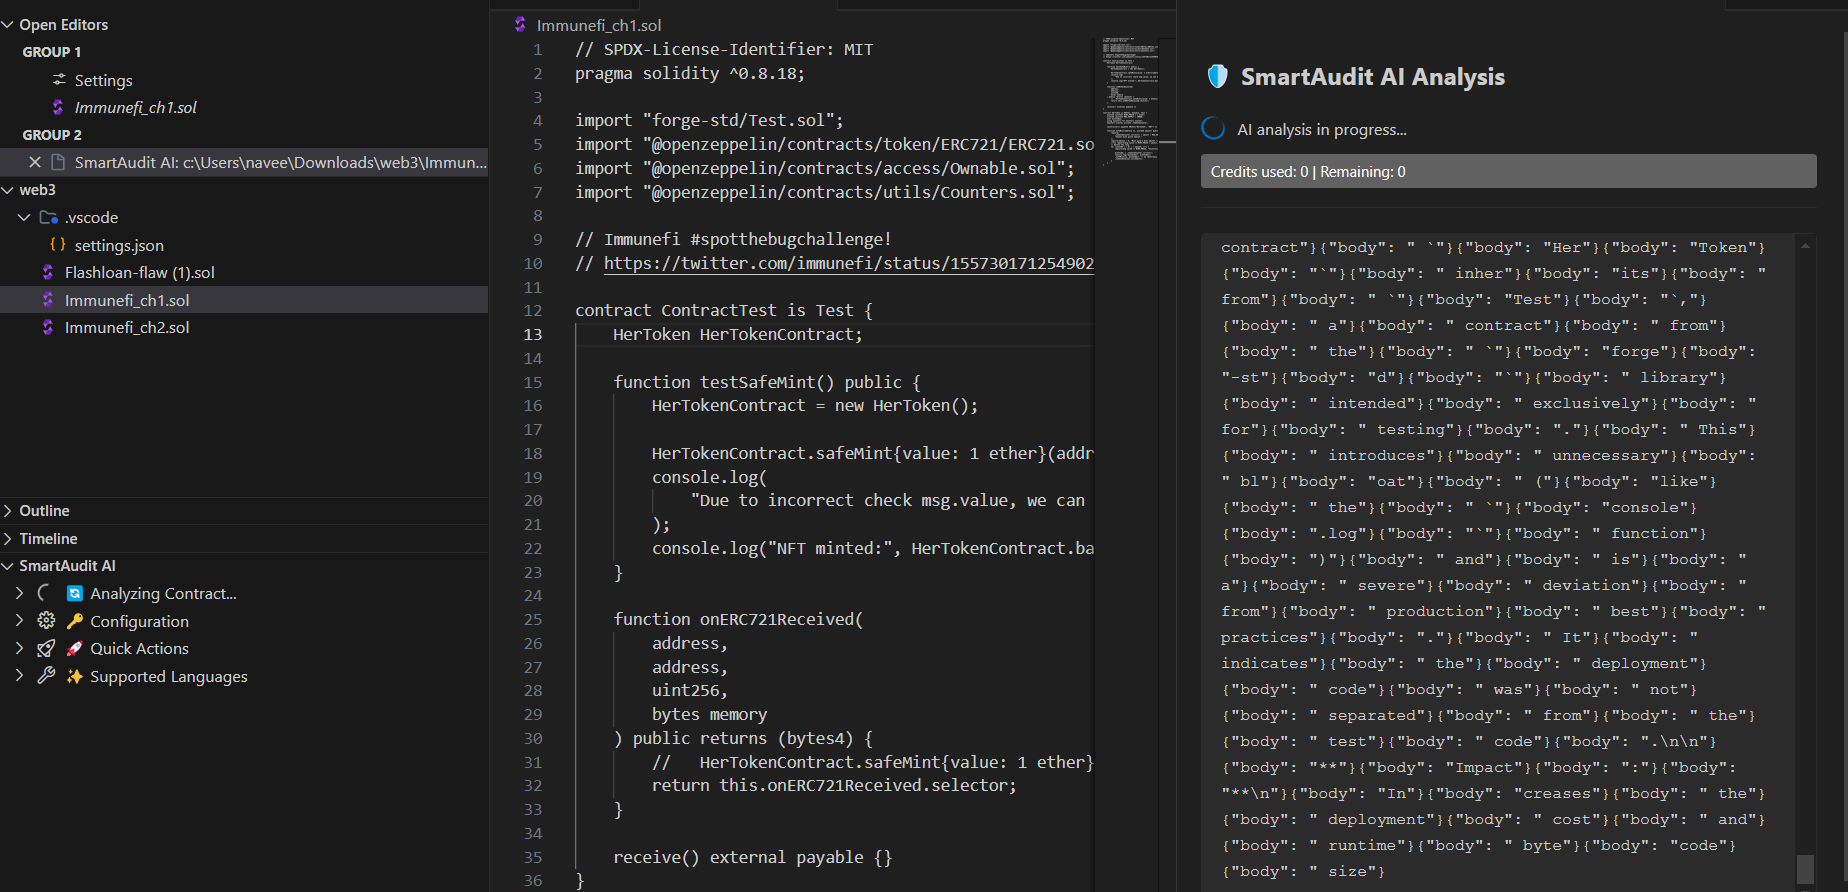 Open Editors
GROUP 1
Settings
Immunefi_ch1.sol
GROUP 2
SmartAudit AI: c:\Users\navee\Downloads\web3\Immun...
web3
.vscode
{} settings.json
Flashloan-flaw (1).sol
Immunefi_ch1.sol
Immunefi_ch2.sol
Outline
Timeline
SmartAudit AI
Analyzing Contract...
Configuration
Quick Actions
Supported Languages
Immunefi_ch1.sol
1 // SPDX-License-Identifier: MIT
2 pragma solidity ^0.8.18;
3
4 import "forge-std/Test.sol";
5 import "@openzeppelin/contracts/token/ERC721/ERC721.so
6 import "@openzeppelin/contracts/access/Ownable.sol";
7 import "@openzeppelin/contracts/utils/Counters.sol";
8
9 // Immunefi #spotthebugchallenge!
10 // https://twitter.com/immunefi/status/155730171254902
11
12 contract ContractTest is Test {
13 HerToken HerTokenContract;
14
15 function testSafeMint() public {
16 HerTokenContract = new HerToken();
17
18 HerTokenContract.safeMint{value: 1 ether}(addr
19 console.log(
20 "Due to incorrect check msg.value, we can
21 );
22 console.log("NFT minted:", HerTokenContract.ba
23 }
24
25 function onERC721Received(
26 address,
27 address,
28 uint256,
29 bytes memory
30 ) public returns (bytes4) {
31 // HerTokenContract.safeMint{value: 1 ether}
32 return this.onERC721Received.selector;
33 }
34
35 receive() external payable {}
36 }
SmartAudit AI Analysis
AI analysis in progress...
Credits used: 0 | Remaining: 0
contract"}{"body": " `"}{"body": "Her"}{"body": "Token"}
{"body": "`"}{"body": " inher"}{"body": "its"}{"body": "
from"}{"body": " `"}{"body": "Test"}{"body": "`,"}
{"body": " a"}{"body": " contract"}{"body": " from"}
{"body": " the"}{"body": " `"}{"body": "forge"}{"body":
"-st"}{"body": "d"}{"body": "`"}{"body": " library"}
{"body": " intended"}{"body": " exclusively"}{"body": "
for"}{"body": " testing"}{"body": "."}{"body": " This"}
{"body": " introduces"}{"body": " unnecessary"}{"body":
" bl"}{"body": "oat"}{"body": " ("}{"body": "like"}
{"body": " the"}{"body": " `"}{"body": "console"}
{"body": ".log"}{"body": "`"}{"body": " function"}
{"body": ")"}{"body": " and"}{"body": " is"}{"body": "
a"}{"body": " severe"}{"body": " deviation"}{"body": "
from"}{"body": " production"}{"body": " best"}{"body": "
practices"}{"body": "."}{"body": " It"}{"body": "
indicates"}{"body": " the"}{"body": " deployment"}
{"body": " code"}{"body": " was"}{"body": " not"}
{"body": " separated"}{"body": " from"}{"body": " the"}
{"body": " test"}{"body": " code"}{"body": ".\n\n"}
{"body": "**"}{"body": "Impact"}{"body": ":"}{"body":
"**\n"}{"body": "In"}{"body": "creases"}{"body": " the"}
{"body": " deployment"}{"body": " cost"}{"body": " and"}
{"body": " runtime"}{"body": " byte"}{"body": "code"}
{"body": " size"}